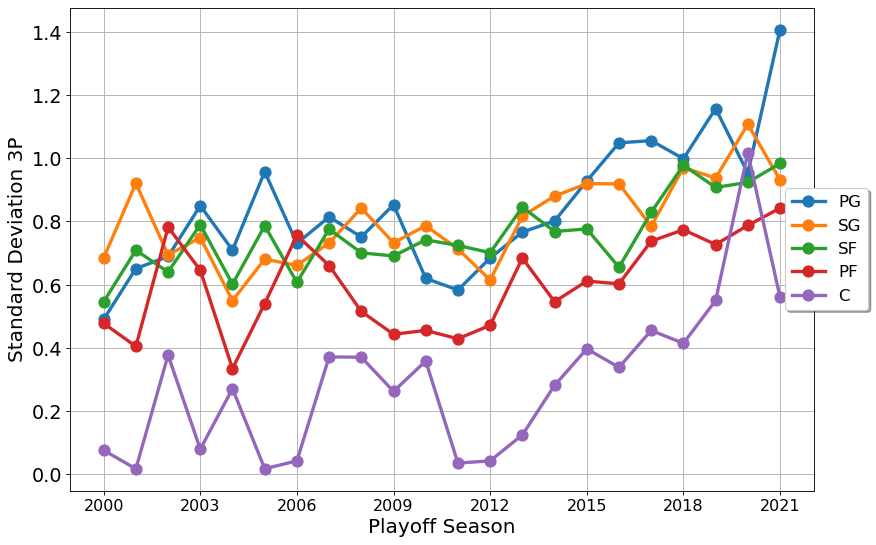 Standard Deviation 3P
1.4
1.2
1.0
0.8
0.6
0.4
0.2
0.0
2000 2003 2006 2009 2012 2015 2018 2021
Playoff Season
PG
SG
SF
PF
C